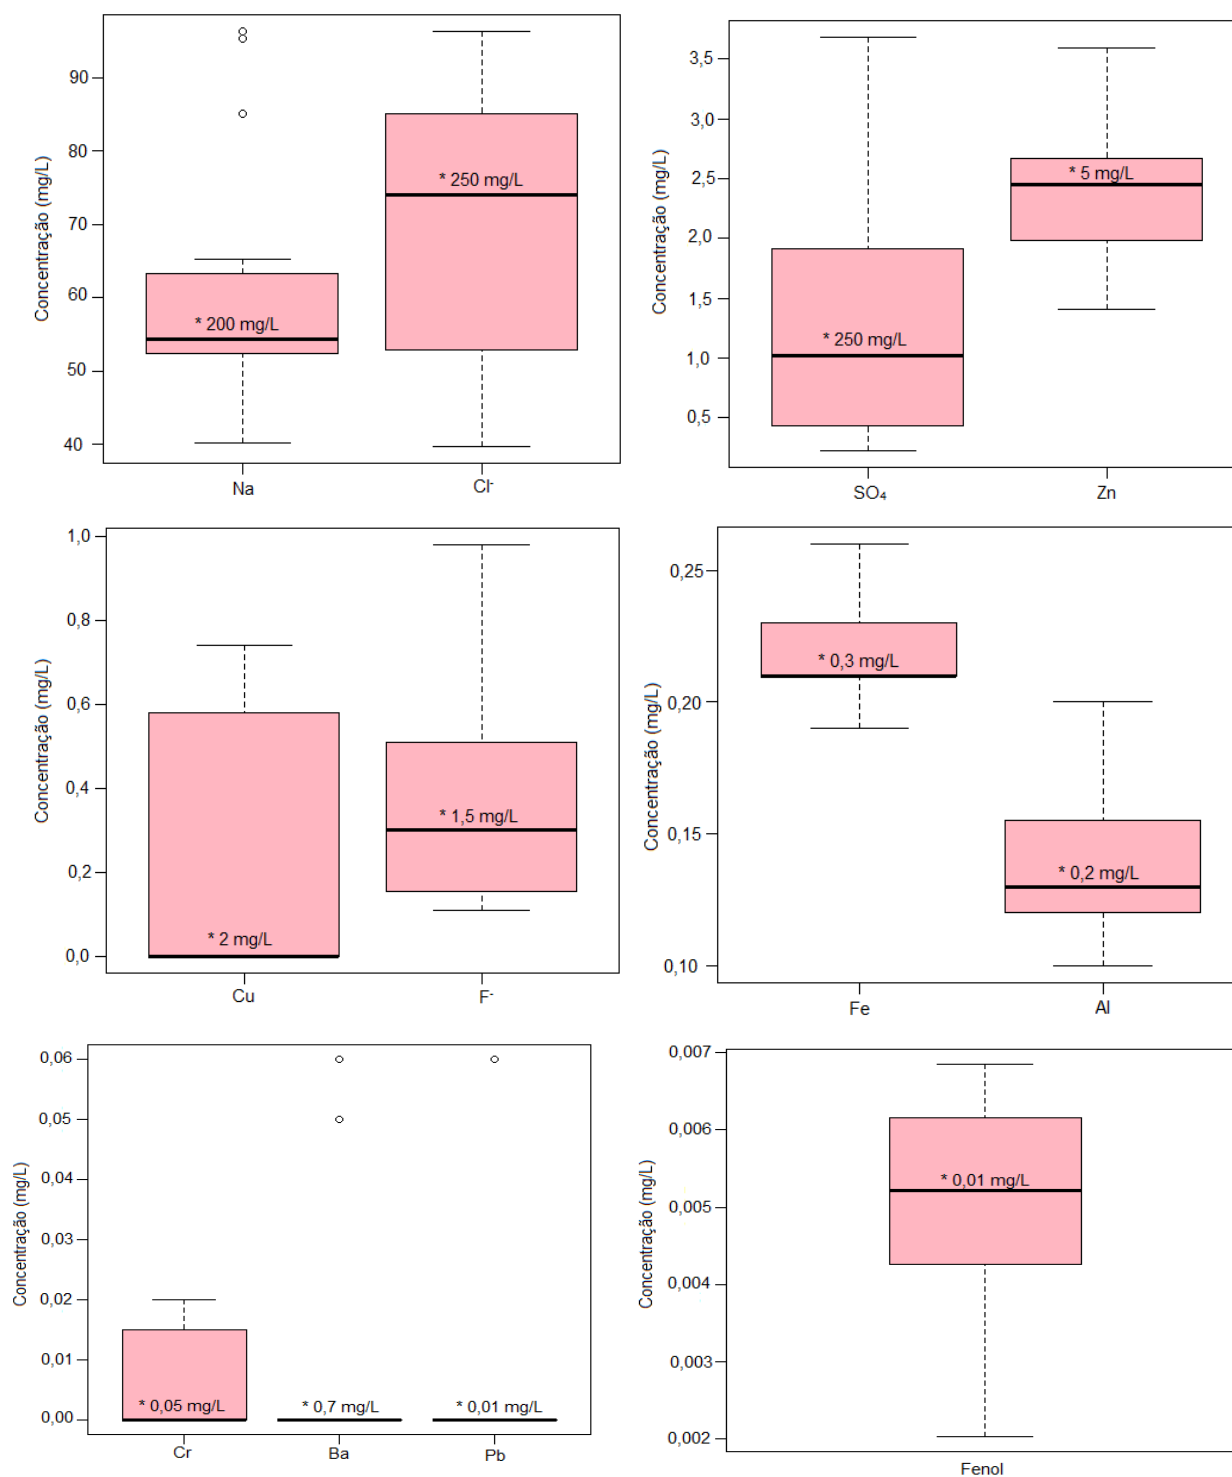 Concentração (mg/L)
90
80
70
60
50
40
* 200 mg/L
* 250 mg/L
Na
Cl⁻
Concentração (mg/L)
3,5
3,0
2,5
2,0
1,5
1,0
0,5
* 250 mg/L
* 5 mg/L
SO₄
Zn
Concentração (mg/L)
1,0
0,8
0,6
0,4
0,2
0,0
* 2 mg/L
* 1,5 mg/L
Cu
F⁻
Concentração (mg/L)
0,25
0,20
0,15
0,10
* 0,3 mg/L
* 0,2 mg/L
Fe
Al
Concentração (mg/L)
0,06
0,05
0,04
0,03
0,02
0,01
0,00
* 0,05 mg/L
* 0,7 mg/L
* 0,01 mg/L
Cr
Ba
Pb
Concentração (mg/L)
0,007
0,006
0,005
0,004
0,003
0,002
* 0,01 mg/L
Fenol